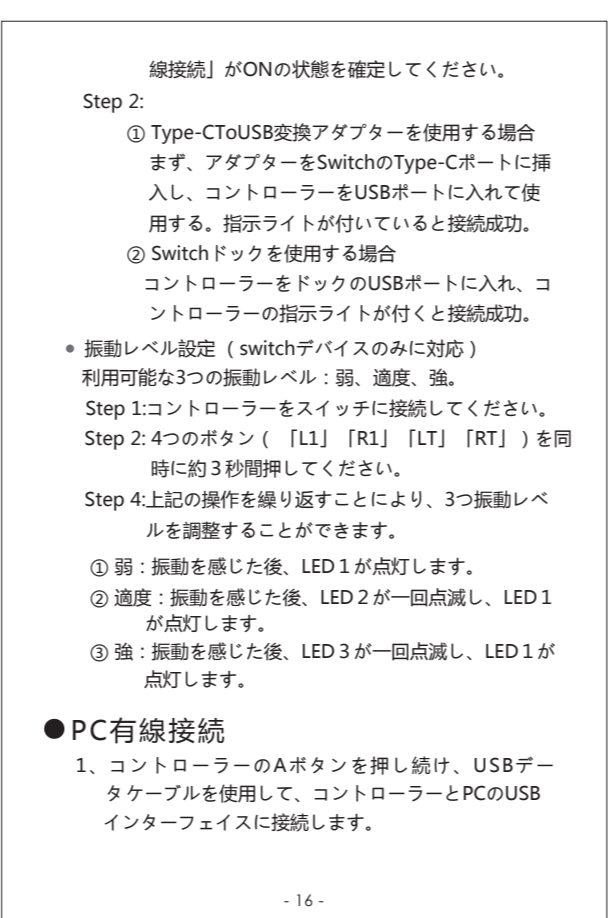 線接続」がONの状態を確定してください。
Step 2:
① Type-CToUSB変換アダプターを使用する場合
まず、アダプターをSwitchのType-Cポートに挿
入し、コントローラーをUSBポートに入れて使
用する。指示ライトが付いていると接続成功。
② Switchドックを使用する場合
コントローラーをドックのUSBポートに入れ、コ
ントローラーの指示ライトが付くと接続成功。
● 振動レベル設定（switchデバイスのみに対応）
利用可能な3つの振動レベル：弱、適度、強。
Step 1:コントローラーをスイッチに接続してください。
Step 2: 4つのボタン（ 「L1」「R1」「LT」「RT」）を同
時に約３秒間押してください。
Step 4:上記の操作を繰り返すことにより、3つ振動レベ
ルを調整することができます。
① 弱：振動を感じた後、LED１が点灯します。
② 適度：振動を感じた後、LED２が一回点滅し、LED１
が点灯します。
③ 強：振動を感じた後、LED３が一回点滅し、LED１が
点灯します。
●PC有線接続
1、コントローラーのAボタンを押し続け、USBデー
タケーブルを使用して、コントローラーとPCのUSB
インターフェイスに接続します。
- 16 -